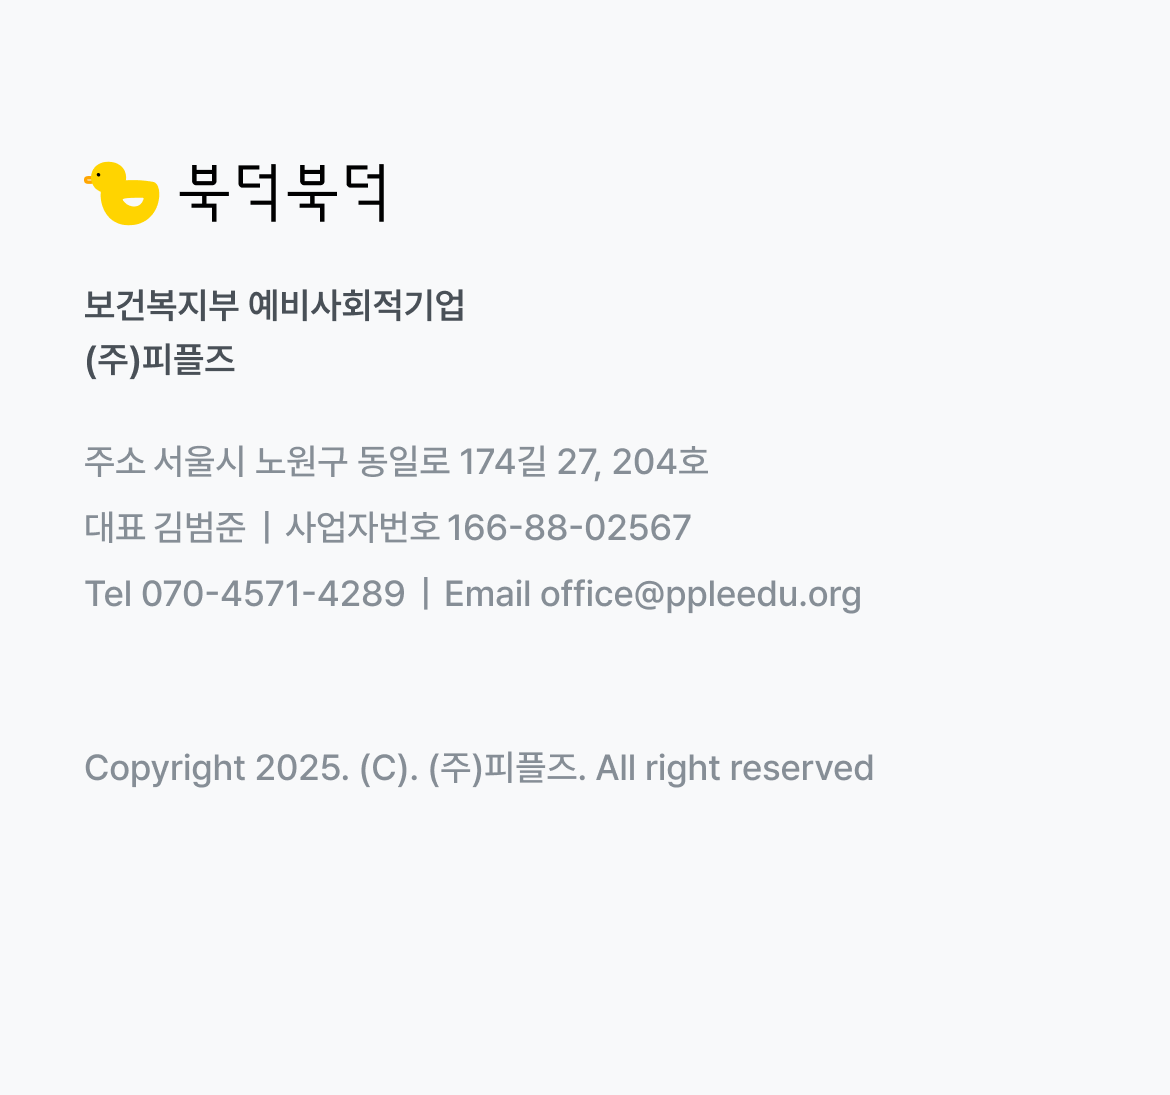 북덕북덕
보건복지부 예비사회적기업
(주)피플즈
주소 서울시 노원구 동일로 174길 27, 204호
대표 김범준 | 사업자번호 166-88-02567
Tel 070-4571-4289 | Email office@ppleedu.org
Copyright 2025. (C). (주)피플즈. All right reserved